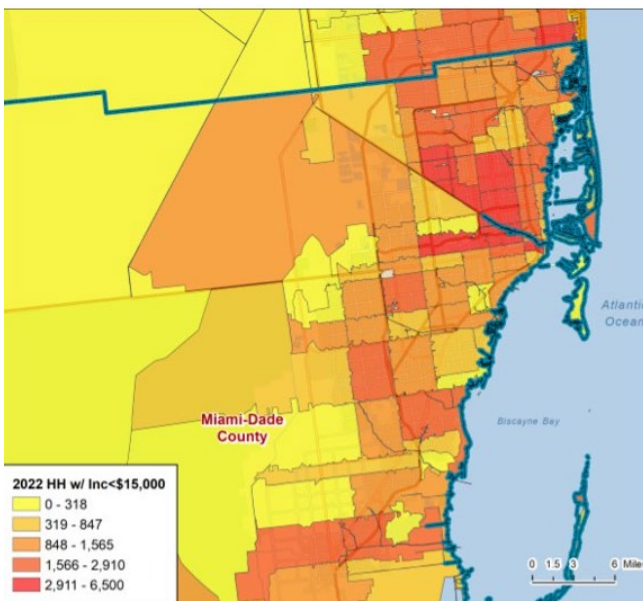 Atlantic
Ocean
Miami-Dade
County
Biscayne Bay
2022 HH w/ Inc<$15,000
0 - 318
319 - 847
848 - 1,565
1,566 - 2,910
2,911 - 6,500
0 1.5 3 6 Mile